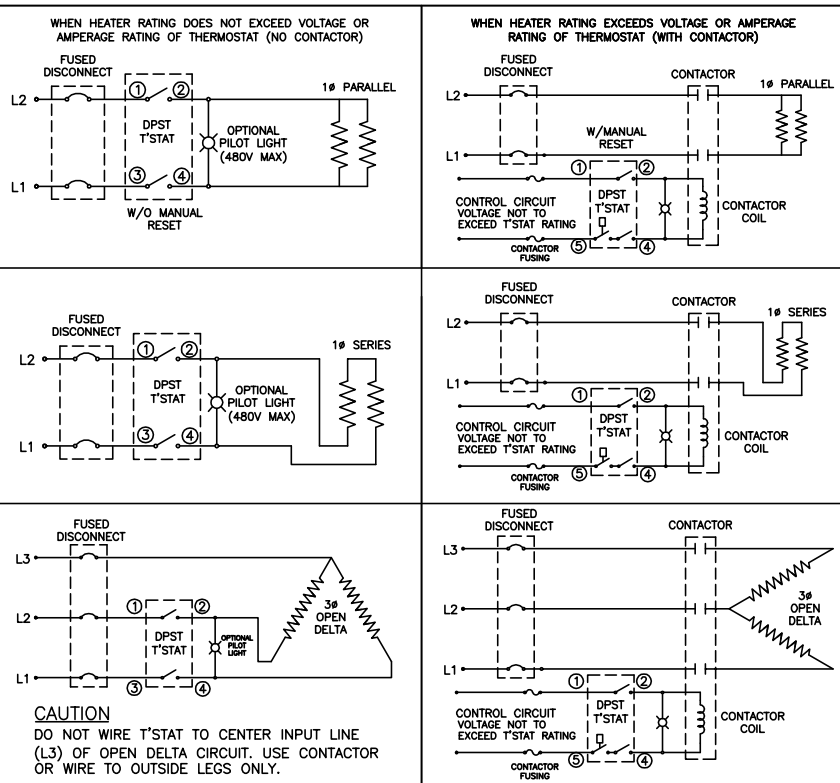 WHEN HEATER RATING DOES NOT EXCEED VOLTAGE OR
AMPERAGE RATING OF THERMOSTAT (NO CONTACTOR)
FUSED
DISCONNECT
1ø PARALLEL
L2
1 2
DPST
T'STAT
OPTIONAL
PILOT LIGHT
(480V MAX)
3 4
L1
W/O MANUAL
RESET
WHEN HEATER RATING EXCEEDS VOLTAGE OR AMPERAGE
RATING OF THERMOSTAT (WITH CONTACTOR)
FUSED
DISCONNECT
CONTACTOR
1ø PARALLEL
L2
W/MANUAL
RESET
L1
1 2
DPST
T'STAT
CONTROL CIRCUIT
VOLTAGE NOT TO
EXCEED T'STAT RATING
CONTACTOR
COIL
5 4
CONTACTOR
FUSING
FUSED
DISCONNECT
1ø SERIES
L2
1 2
DPST
T'STAT
OPTIONAL
PILOT LIGHT
(480V MAX)
3 4
L1
FUSED
DISCONNECT
CONTACTOR
1ø SERIES
L2
L1
1 2
DPST
T'STAT
CONTROL CIRCUIT
VOLTAGE NOT TO
EXCEED T'STAT RATING
CONTACTOR
COIL
5 4
CONTACTOR
FUSING
FUSED
DISCONNECT
L3
1 2
L2
3ø
OPEN
DELTA
DPST
T'STAT
OPTIONAL
PILOT
LIGHT
L1
3 4
CAUTION
DO NOT WIRE T'STAT TO CENTER INPUT LINE
(L3) OF OPEN DELTA CIRCUIT. USE CONTACTOR
OR WIRE TO OUTSIDE LEGS ONLY.
FUSED
DISCONNECT
CONTACTOR
L3
L2
3ø
OPEN
DELTA
L1
1 2
DPST
T'STAT
CONTROL CIRCUIT
VOLTAGE NOT TO
EXCEED T'STAT RATING
CONTACTOR
COIL
5 4
CONTACTOR
FUSING